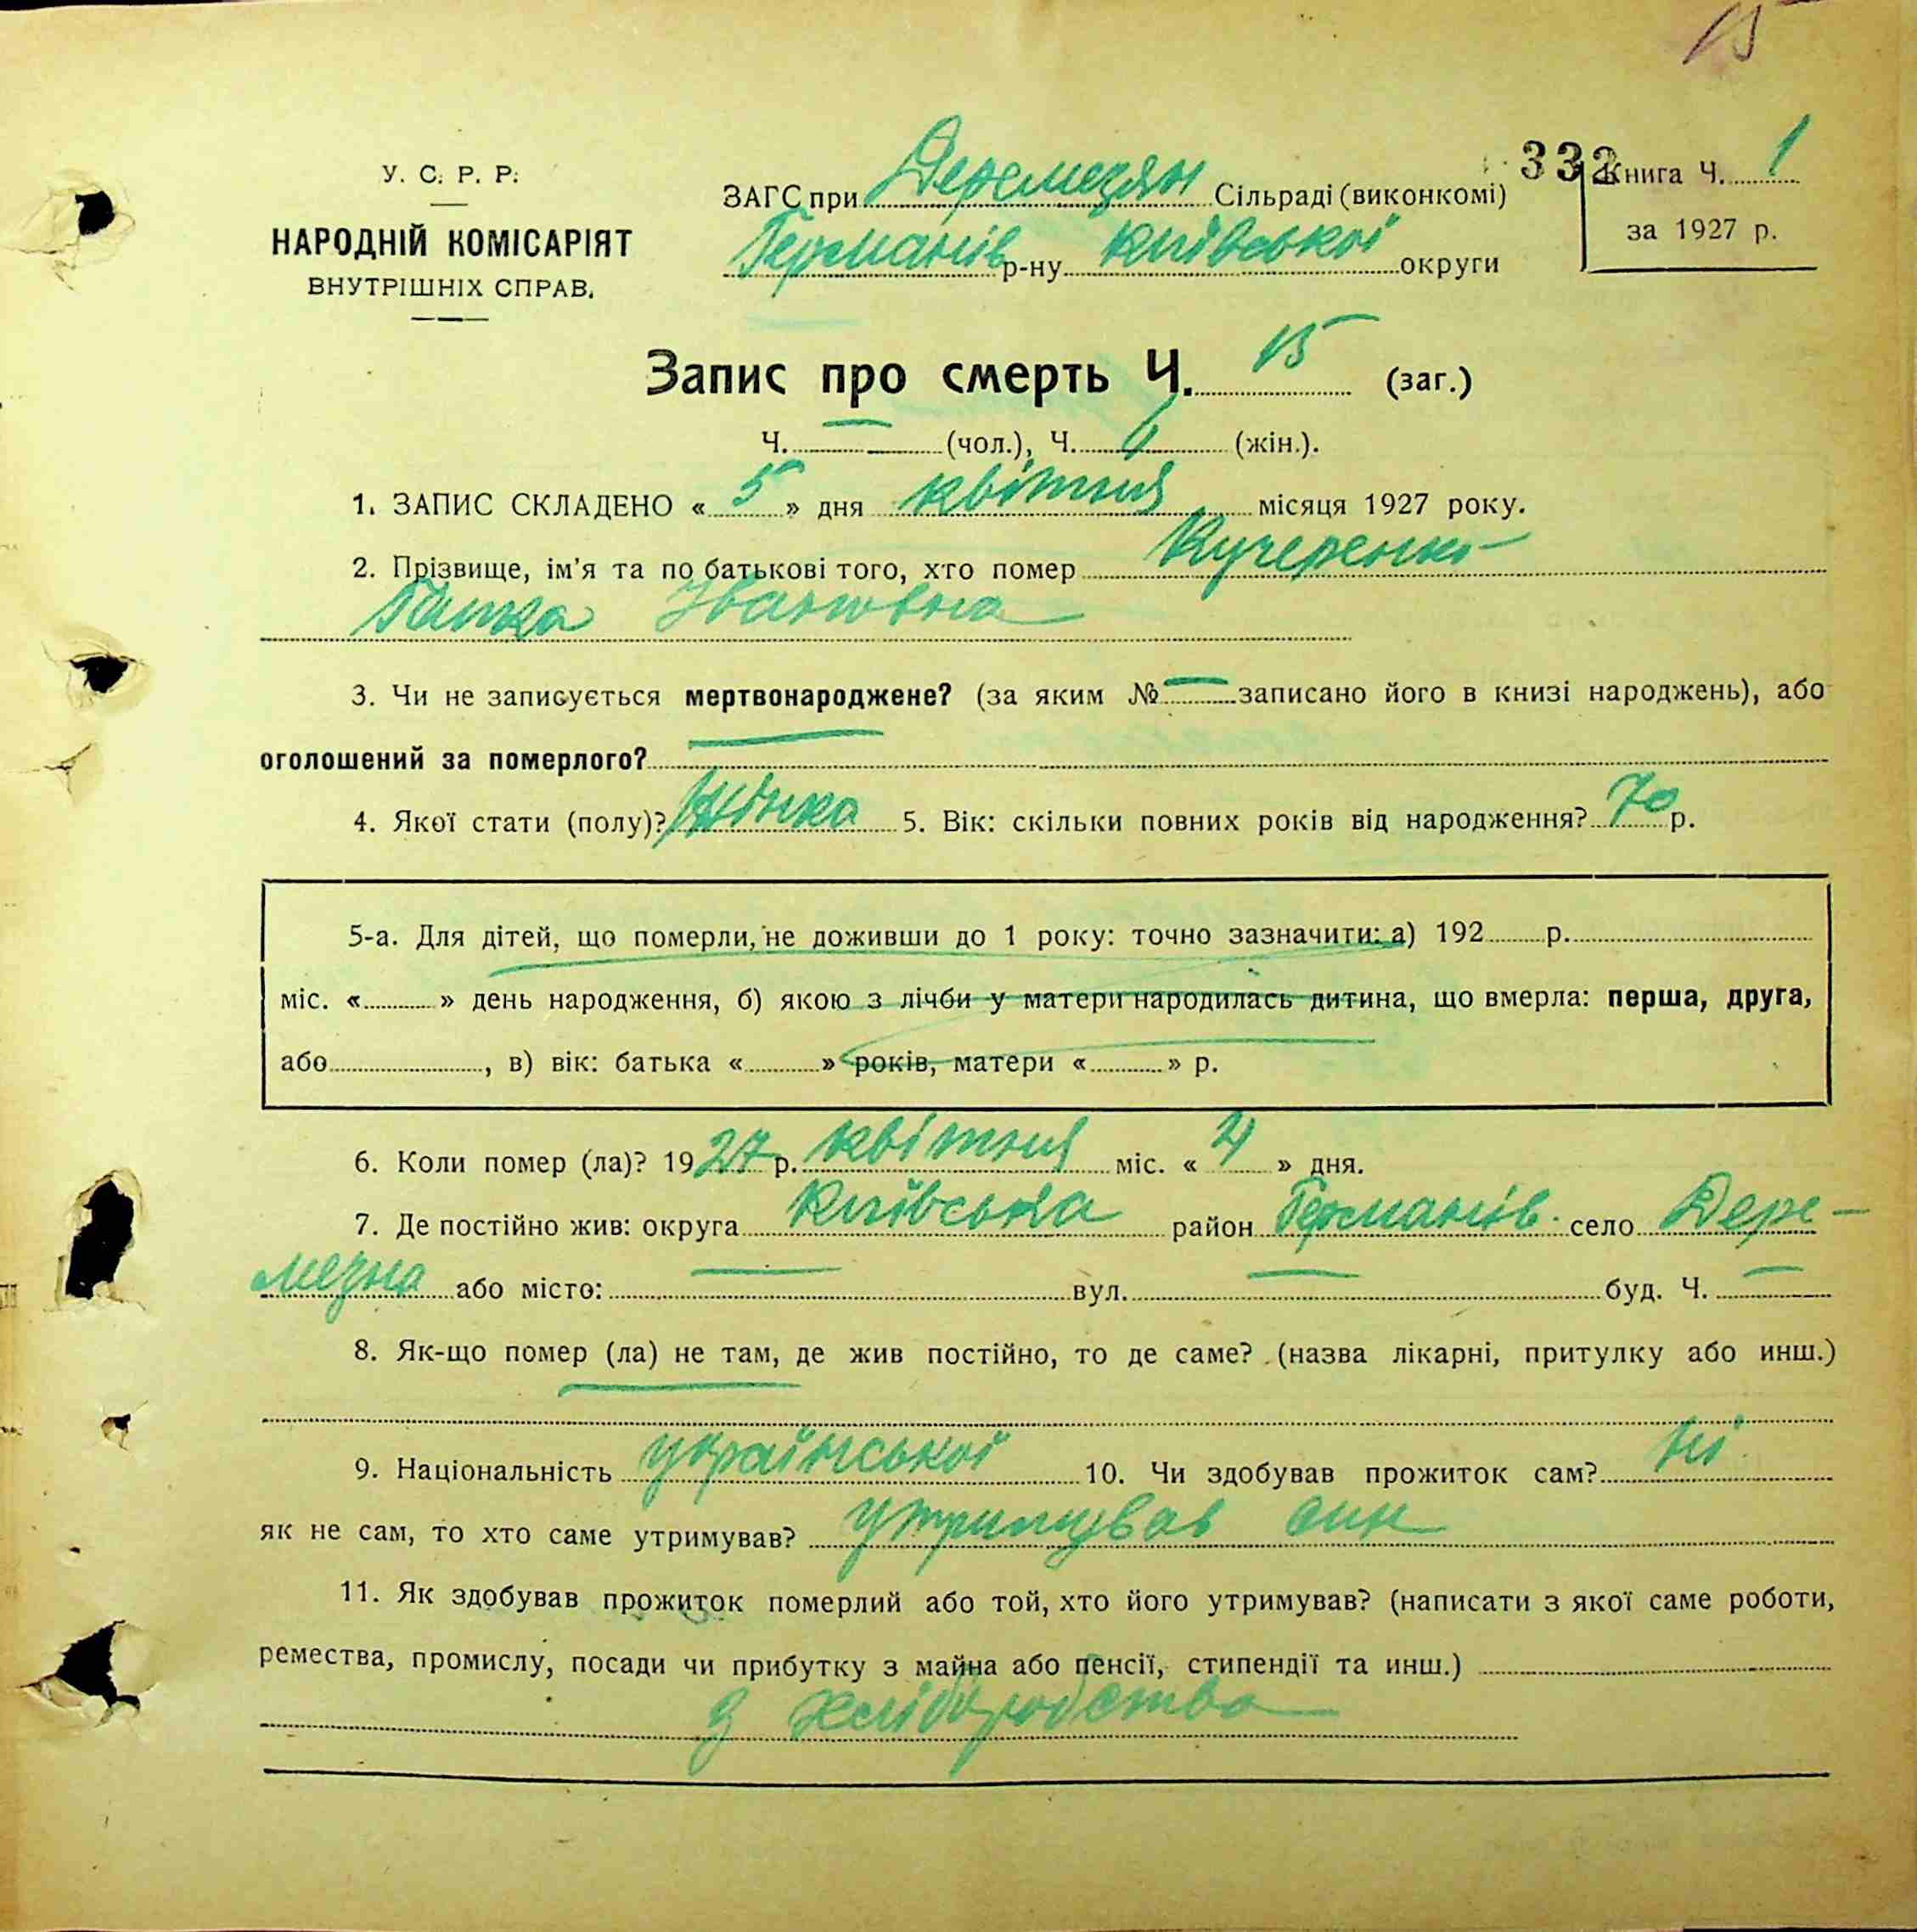 15
У. С. Р. Р.
НАРОДНІЙ КОМІСАРІЯТ
ВНУТРІШНІХ СПРАВ.
ЗАГС при Деремезян Сільраді (виконкомі)
Германів р-ну Київської округи
332
Книга Ч. 1
за 1927 р.
Запис про смерть Ч. 15 (заг.)
Ч. — (чол.), Ч. 9 (жін.).
1. ЗАПИС СКЛАДЕНО « 5 » дня квітня місяця 1927 року.
2. Прізвище, ім'я та по батькові того, хто помер Кучеренко
Ганна Івановна
3. Чи не записується мертвонароджене? (за яким № — записано його в книзі народжень), або
оголошений за померлого?
4. Якої стати (полу)? Жінка 5. Вік: скільки повних років від народження? 70 р.
5-а. Для дітей, що померли, не доживши до 1 року: точно зазначити: а) 192 р.
міс. « » день народження, б) якою з лічби у матери народилась дитина, що вмерла: перша, друга,
або , в) вік: батька « » років, матери « » р.
6. Коли помер (ла)? 1927 р. квітня міс. « 4 » дня.
7. Де постійно жив: округа Київська район Германів. село Дере-
мезна або місто: — вул. — буд. Ч. —
8. Як-що помер (ла) не там, де жив постійно, то де саме? (назва лікарні, притулку або инш.)
9. Національність української 10. Чи здобував прожиток сам? ні
як не сам, то хто саме утримував? утримував син
11. Як здобував прожиток померлий або той, хто його утримував? (написати з якої саме роботи,
ремества, промислу, посади чи прибутку з майна або пенсії, стипендії та инш.)
з хліборобства